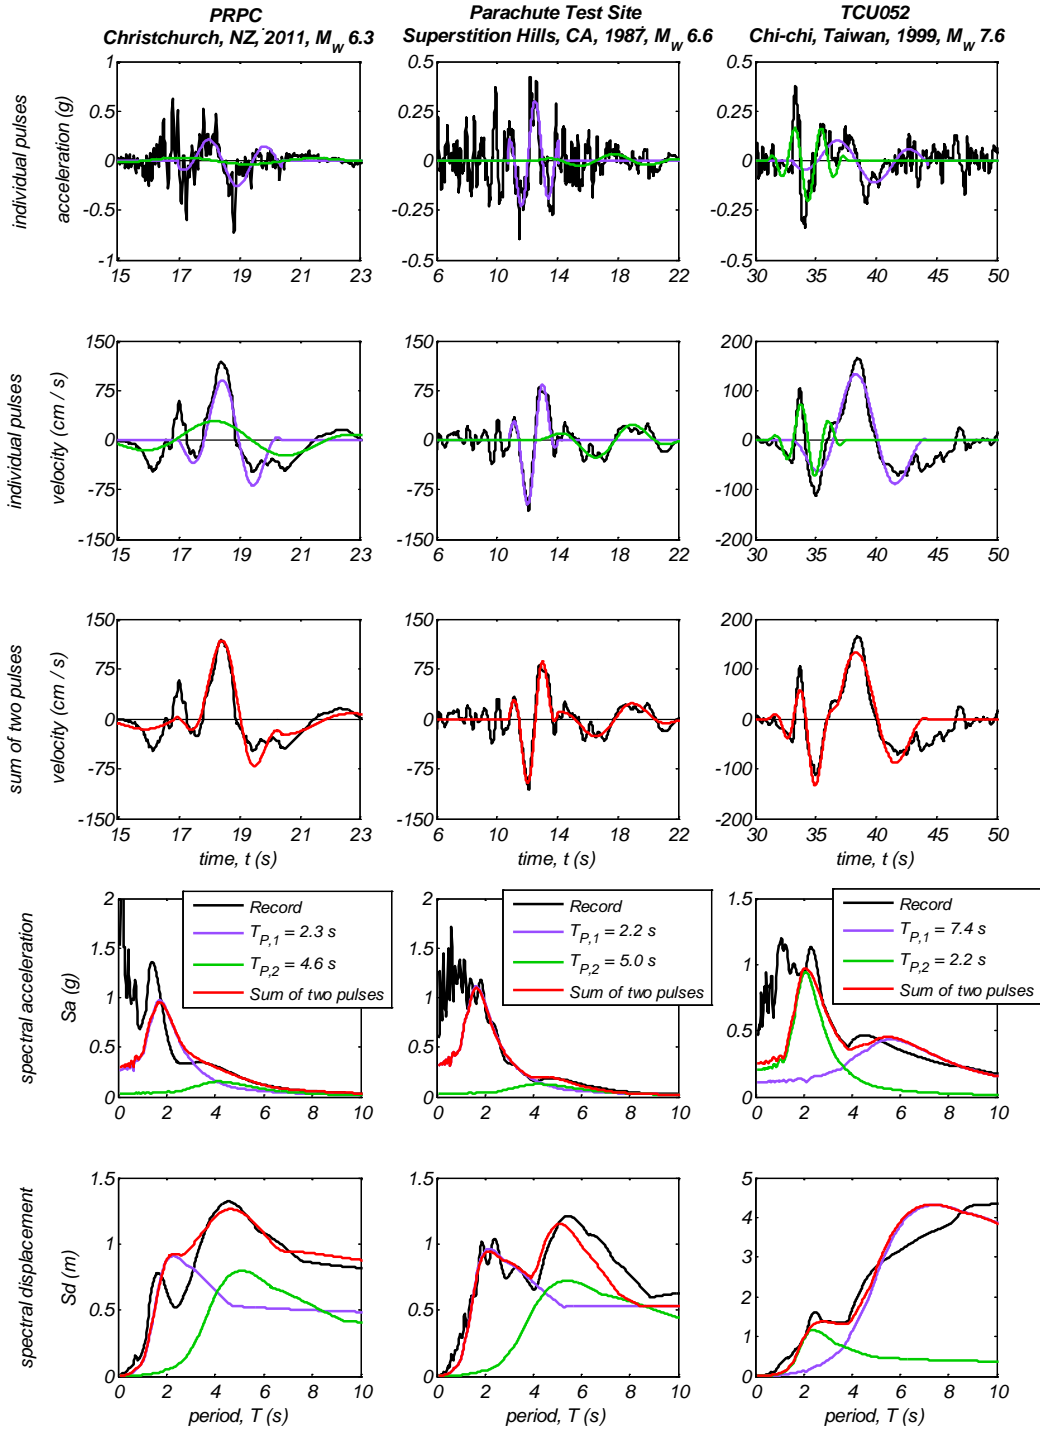 PRPC
Christchurch, NZ, 2011, M_W 6.3
Parachute Test Site
Superstition Hills, CA, 1987, M_W 6.6
TCU052
Chi-chi, Taiwan, 1999, M_W 7.6
individual pulses
acceleration (g)
1
0.5
0
-0.5
-1
15 17 19 21 23
0.5
0.25
0
-0.25
-0.5
6 10 14 18 22
0.5
0.25
0
-0.25
-0.5
30 35 40 45 50
individual pulses
velocity (cm / s)
150
75
0
-75
-150
15 17 19 21 23
150
75
0
-75
-150
6 10 14 18 22
200
100
0
-100
-200
30 35 40 45 50
sum of two pulses
velocity (cm / s)
150
75
0
-75
-150
15 17 19 21 23
time, t (s)
150
75
0
-75
-150
6 10 14 18 22
time, t (s)
200
100
0
-100
-200
30 35 40 45 50
time, t (s)
spectral acceleration
Sa (g)
2
1.5
1
0.5
0
0 2 4 6 8 10
Record
T_P,1 = 2.3 s
T_P,2 = 4.6 s
Sum of two pulses
2
1.5
1
0.5
0
0 2 4 6 8 10
Record
T_P,1 = 2.2 s
T_P,2 = 5.0 s
Sum of two pulses
1.5
1
0.5
0
0 2 4 6 8 10
Record
T_P,1 = 7.4 s
T_P,2 = 2.2 s
Sum of two pulses
spectral displacement
Sd (m)
1.5
1
0.5
0
0 2 4 6 8 10
period, T (s)
1.5
1
0.5
0
0 2 4 6 8 10
period, T (s)
5
4
3
2
1
0
0 2 4 6 8 10
period, T (s)